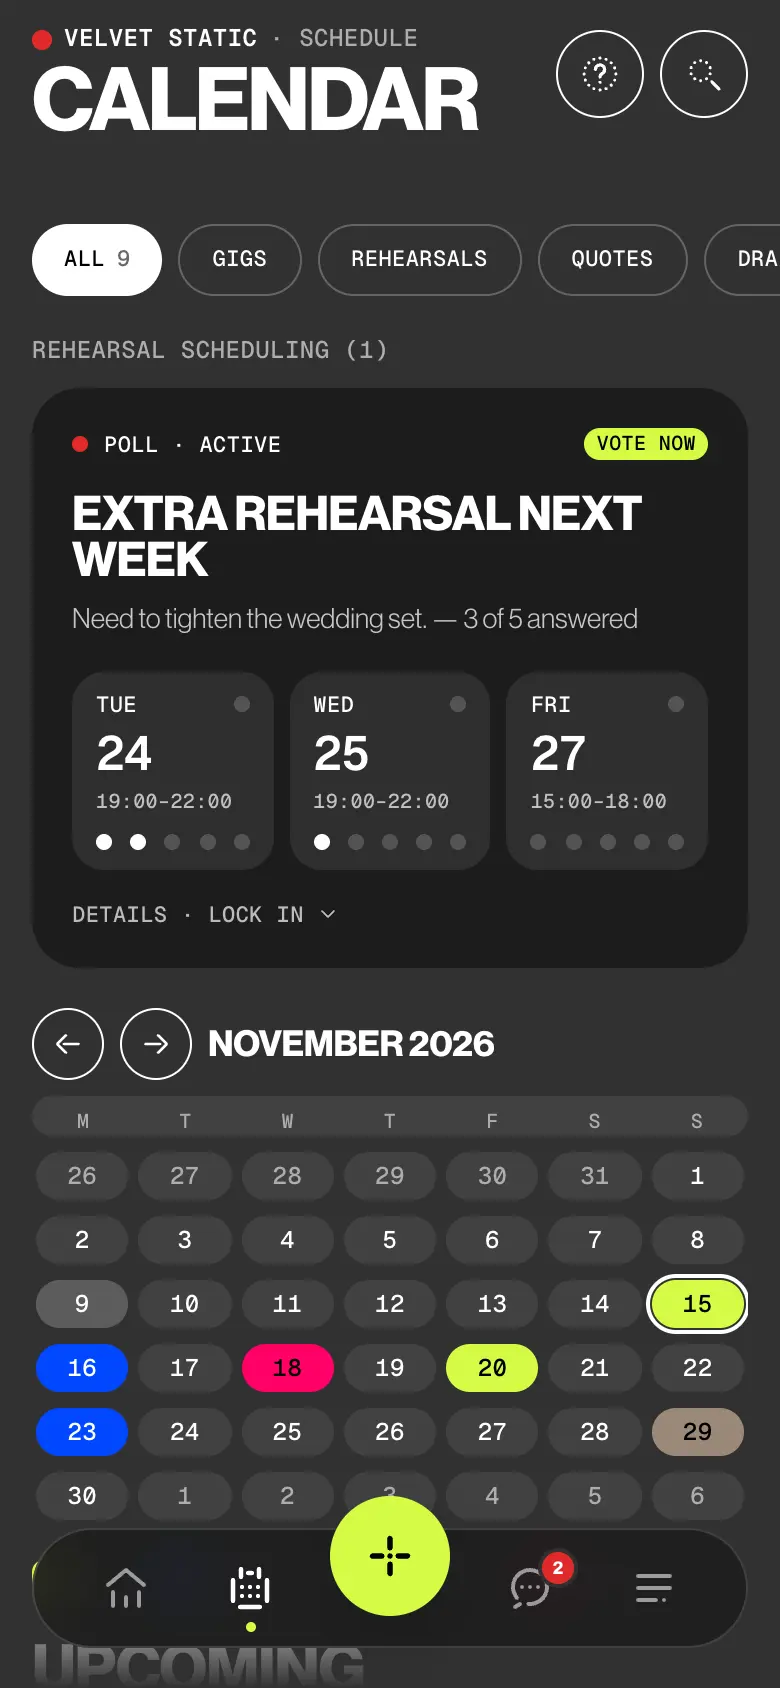 VELVET STATIC · SCHEDULE
CALENDAR
?
ALL 9 GIGS REHEARSALS QUOTES DRA
REHEARSAL SCHEDULING (1)
POLL · ACTIVE VOTE NOW
EXTRA REHEARSAL NEXT
WEEK
Need to tighten the wedding set. — 3 of 5 answered
TUE WED FRI
24 25 27
19:00–22:00 19:00–22:00 15:00–18:00
DETAILS · LOCK IN
NOVEMBER 2026
M T W T F S S
26 27 28 29 30 31 1
2 3 4 5 6 7 8
9 10 11 12 13 14 15
16 17 18 19 20 21 22
23 24 25 26 27 28 29
30 1 2 3 4 5 6
2
UPCOMING